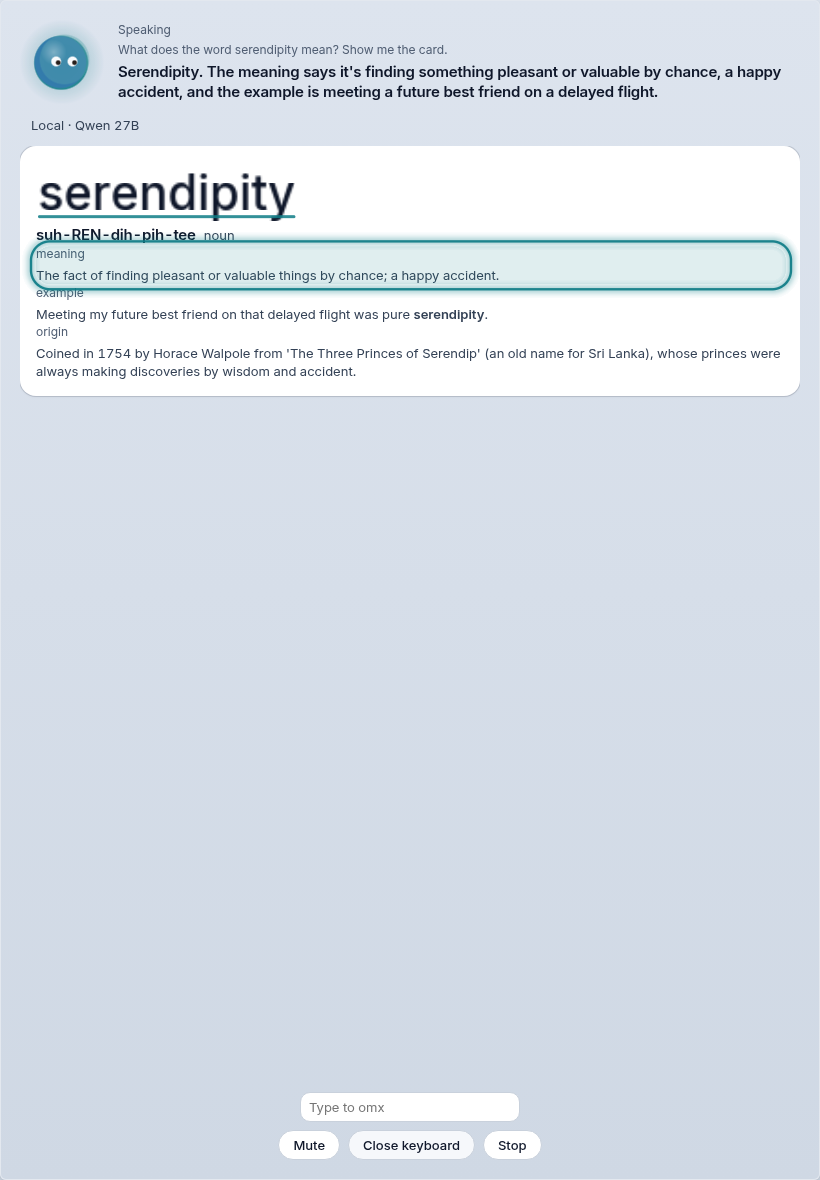 Speaking
What does the word serendipity mean? Show me the card.
Serendipity. The meaning says it's finding something pleasant or valuable by chance, a happy
accident, and the example is meeting a future best friend on a delayed flight.
Local · Qwen 27B
serendipity
suh-REN-dih-pih-tee noun
meaning
The fact of finding pleasant or valuable things by chance; a happy accident.
example
Meeting my future best friend on that delayed flight was pure serendipity.
origin
Coined in 1754 by Horace Walpole from 'The Three Princes of Serendip' (an old name for Sri Lanka), whose princes were
always making discoveries by wisdom and accident.
Type to omx
Mute Close keyboard Stop